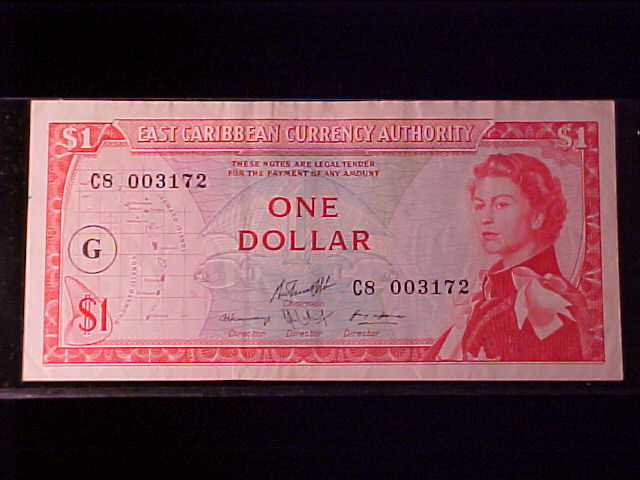 $1 EAST CARIBBEAN CURRENCY AUTHORITY $1
THESE NOTES ARE LEGAL TENDER
FOR THE PAYMENT OF ANY AMOUNT
C8 003172
ONE
DOLLAR
G
C8 003172
Chairman
$1
Director Director Director